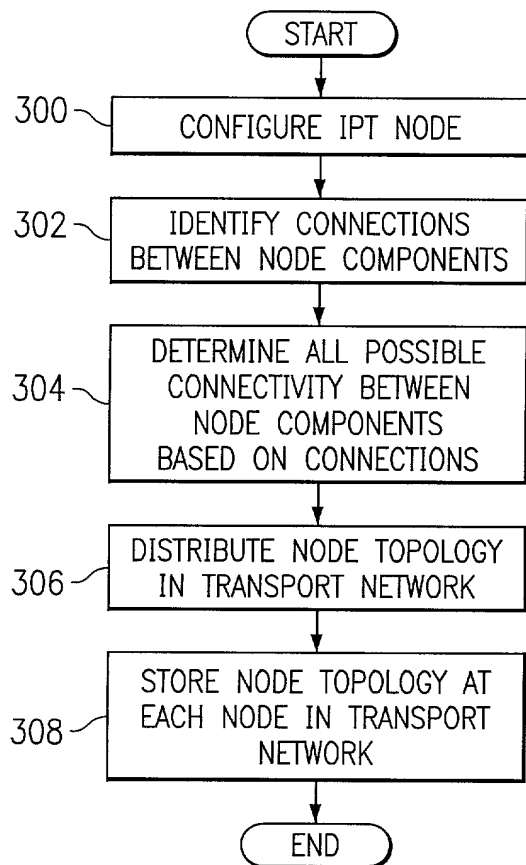 START
300
CONFIGURE IPT NODE
302
IDENTIFY CONNECTIONS
BETWEEN NODE COMPONENTS
304
DETERMINE ALL POSSIBLE
CONNECTIVITY BETWEEN
NODE COMPONENTS
BASED ON CONNECTIONS
306
DISTRIBUTE NODE TOPOLOGY
IN TRANSPORT NETWORK
308
STORE NODE TOPOLOGY AT
EACH NODE IN TRANSPORT
NETWORK
END